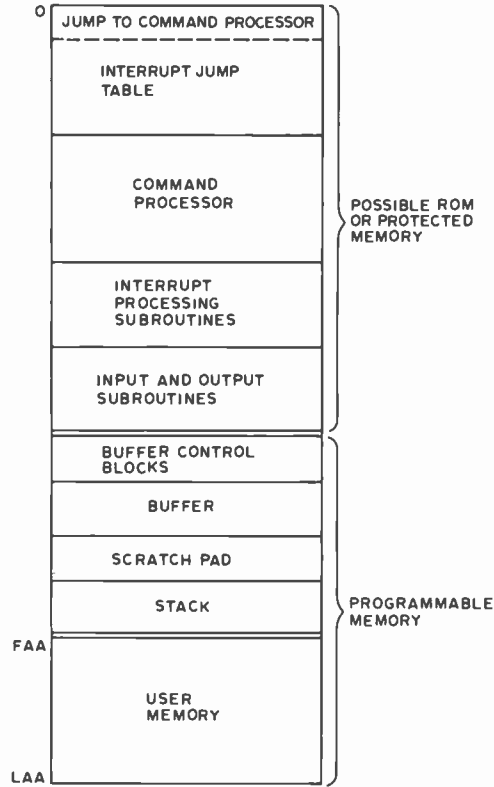 0
JUMP TO COMMAND PROCESSOR
INTERRUPT JUMP
TABLE
COMMAND
PROCESSOR
POSSIBLE ROM
OR PROTECTED
MEMORY
INTERRUPT
PROCESSING
SUBROUTINES
INPUT AND OUTPUT
SUBROUTINES
BUFFER CONTROL
BLOCKS
BUFFER
SCRATCH PAD
STACK
PROGRAMMABLE
MEMORY
FAA
USER
MEMORY
LAA